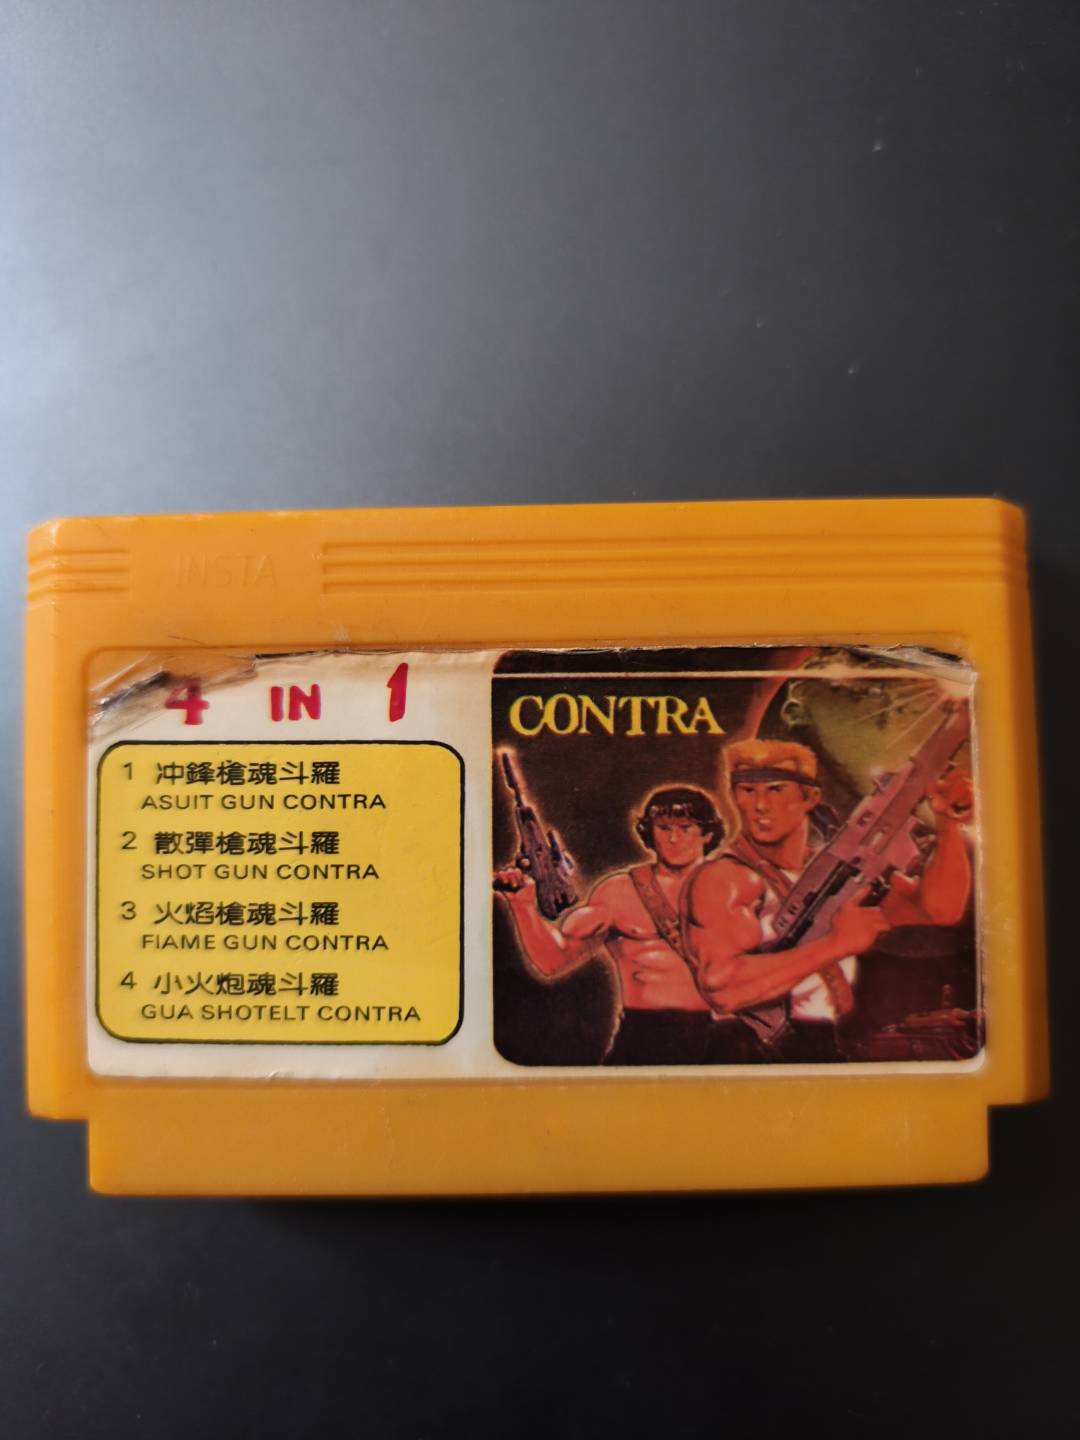 INSTA
4 IN 1
CONTRA
1 冲鋒槍魂斗羅
ASUIT GUN CONTRA
2 散彈槍魂斗羅
SHOT GUN CONTRA
3 火焰槍魂斗羅
FIAME GUN CONTRA
4 小火炮魂斗羅
GUA SHOTELT CONTRA